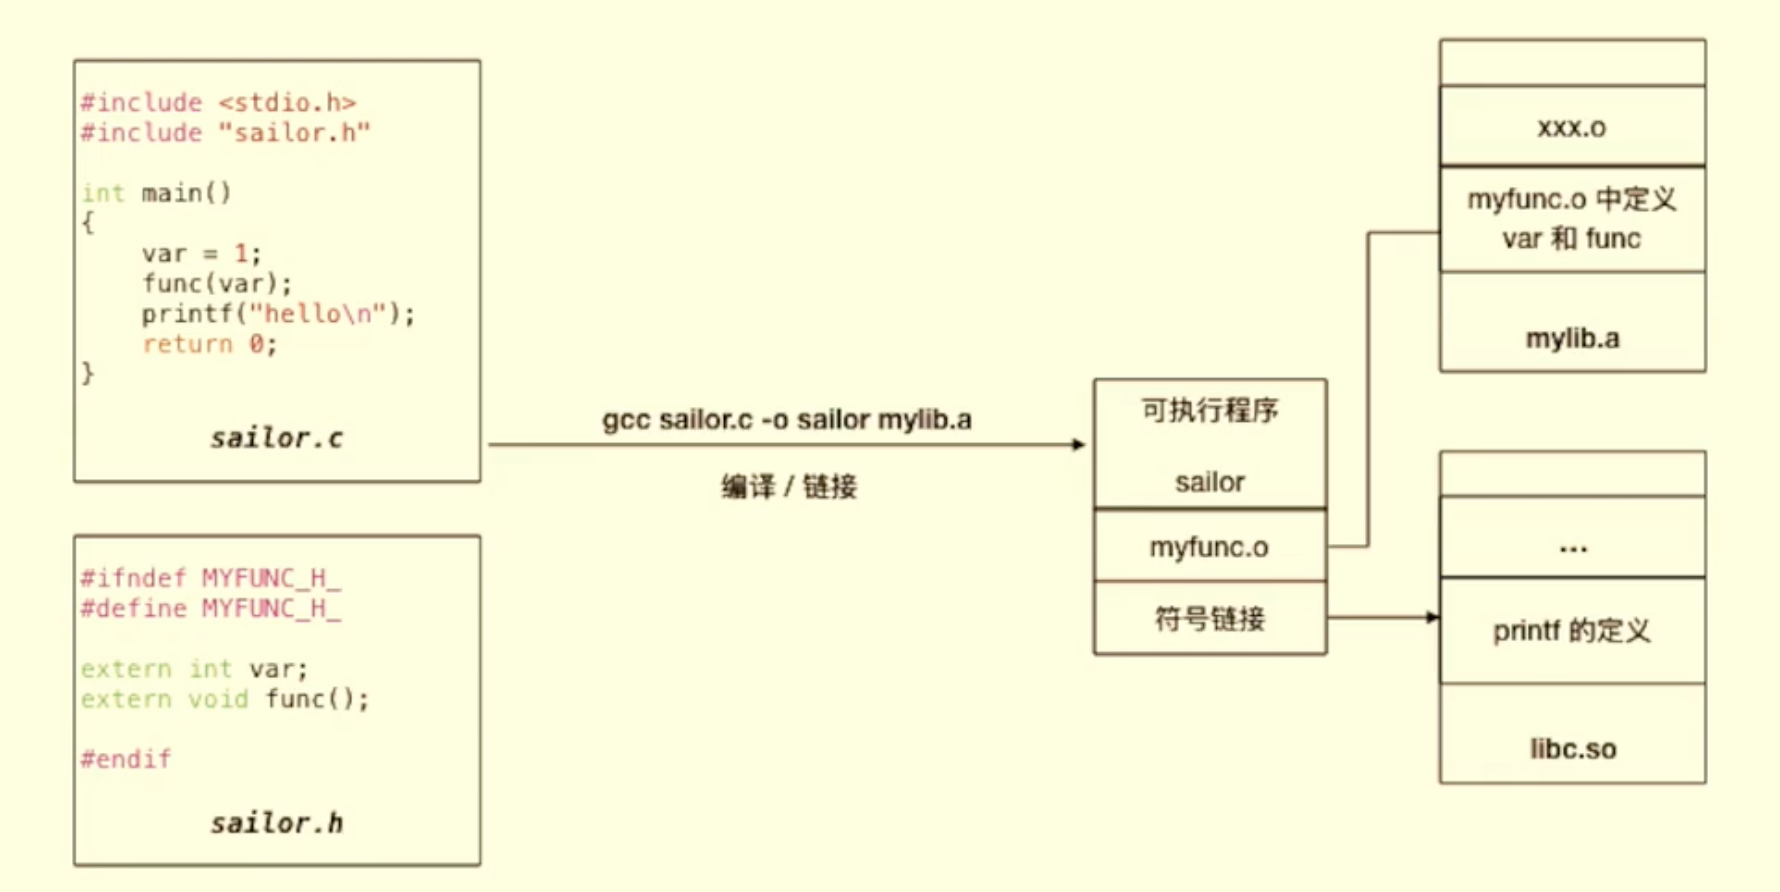 #include <stdio.h>
#include "sailor.h"
int main()
{
var = 1;
func(var);
printf("hello\n");
return 0;
}
sailor.c
#ifndef MYFUNC_H_
#define MYFUNC_H_
extern int var;
extern void func();
#endif
sailor.h
gcc sailor.c -o sailor mylib.a
编译 / 链接
可执行程序
sailor
myfunc.o
符号链接
xxx.o
myfunc.o 中定义
var 和 func
mylib.a
...
printf 的定义
libc.so